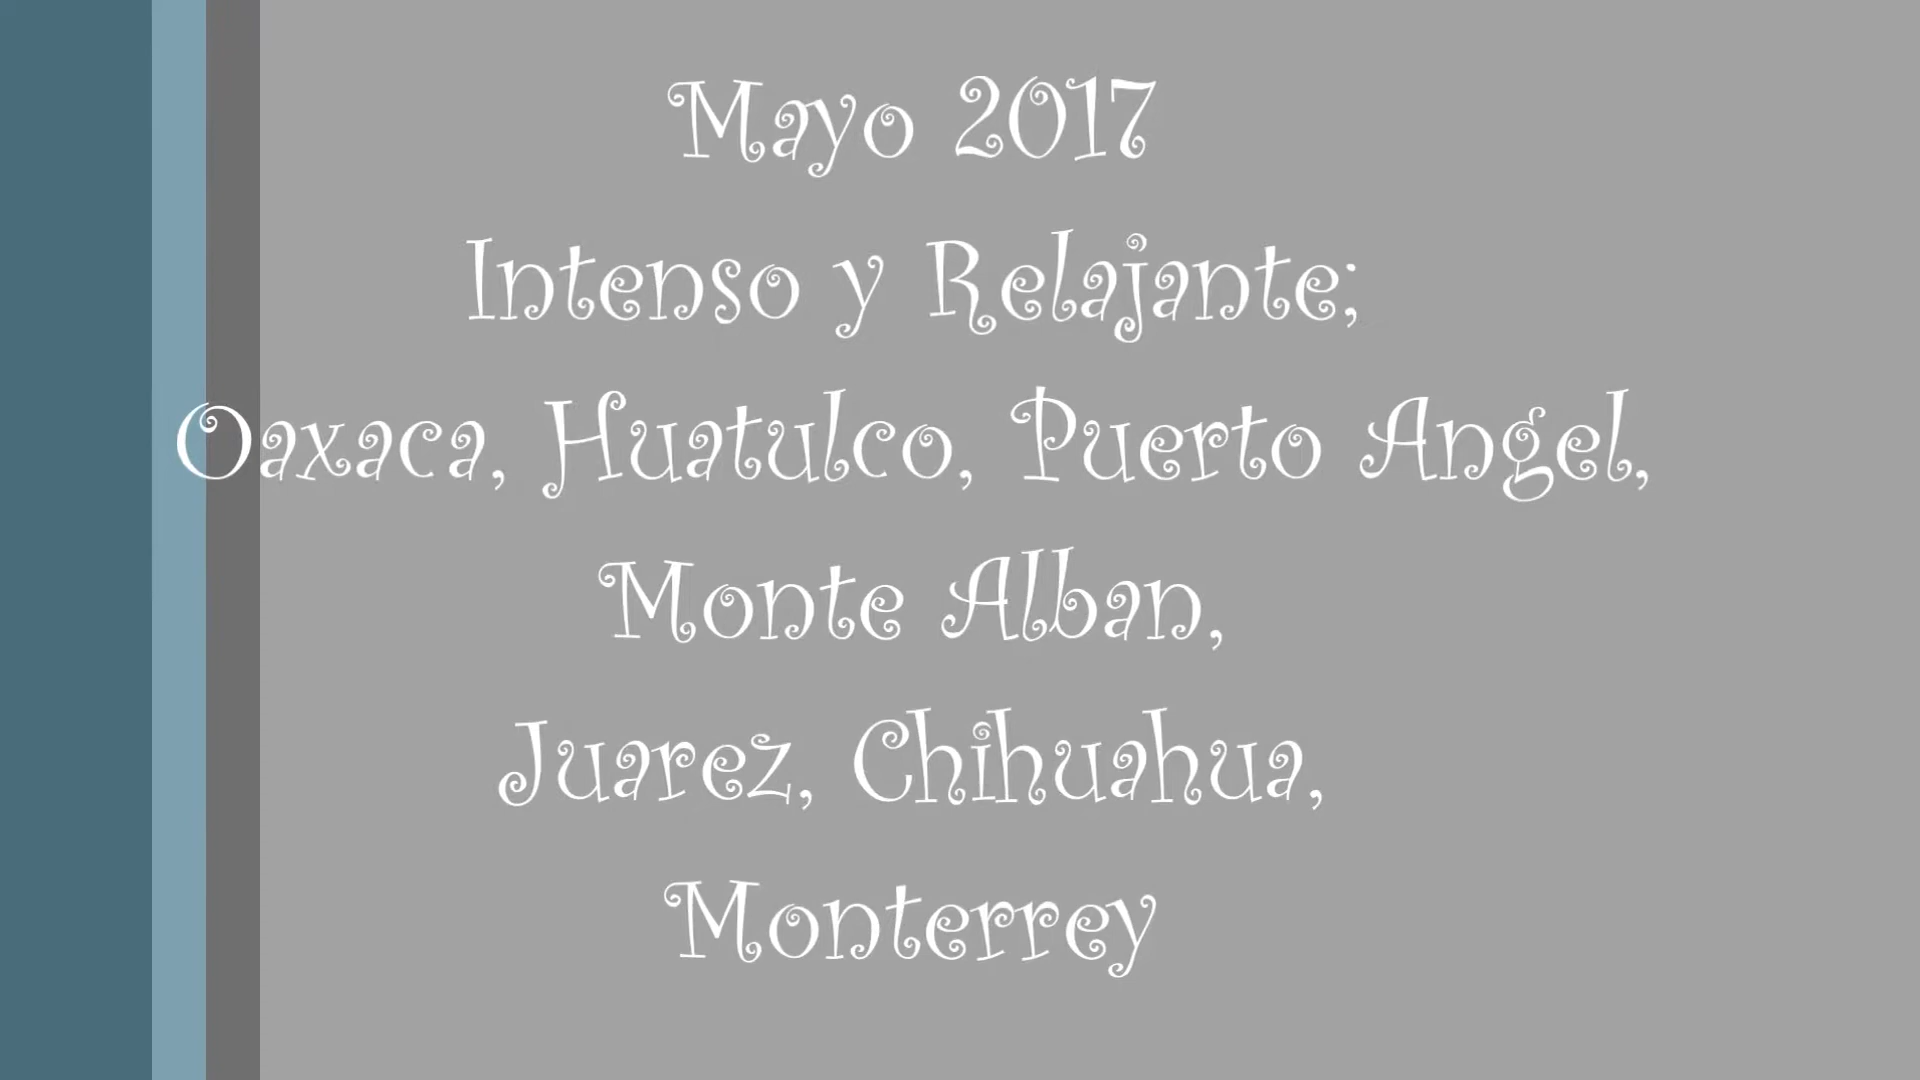 Mayo 2017
Intenso y Relajante;
Oaxaca, Huatulco, Puerto Angel,
Monte Alban,
Juarez, Chihuahua,
Monterrey